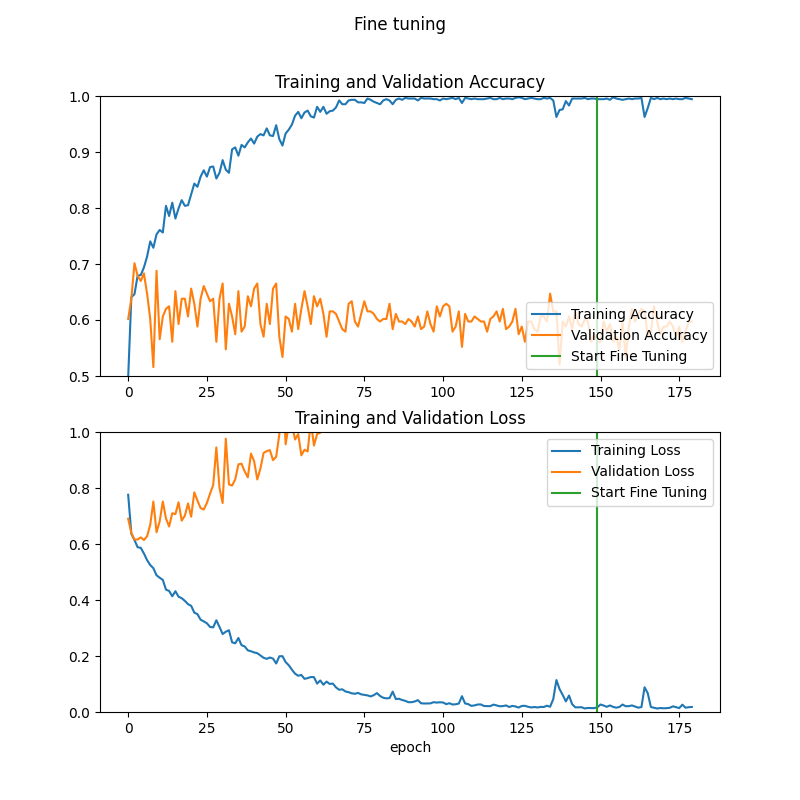 Fine tuning
Training and Validation Accuracy
1.0
0.9
0.8
0.7
0.6
0.5
Training Accuracy
Validation Accuracy
Start Fine Tuning
0 25 50 75 100 125 150 175
Training and Validation Loss
1.0
0.8
0.6
0.4
0.2
0.0
Training Loss
Validation Loss
Start Fine Tuning
0 25 50 75 100 125 150 175
epoch